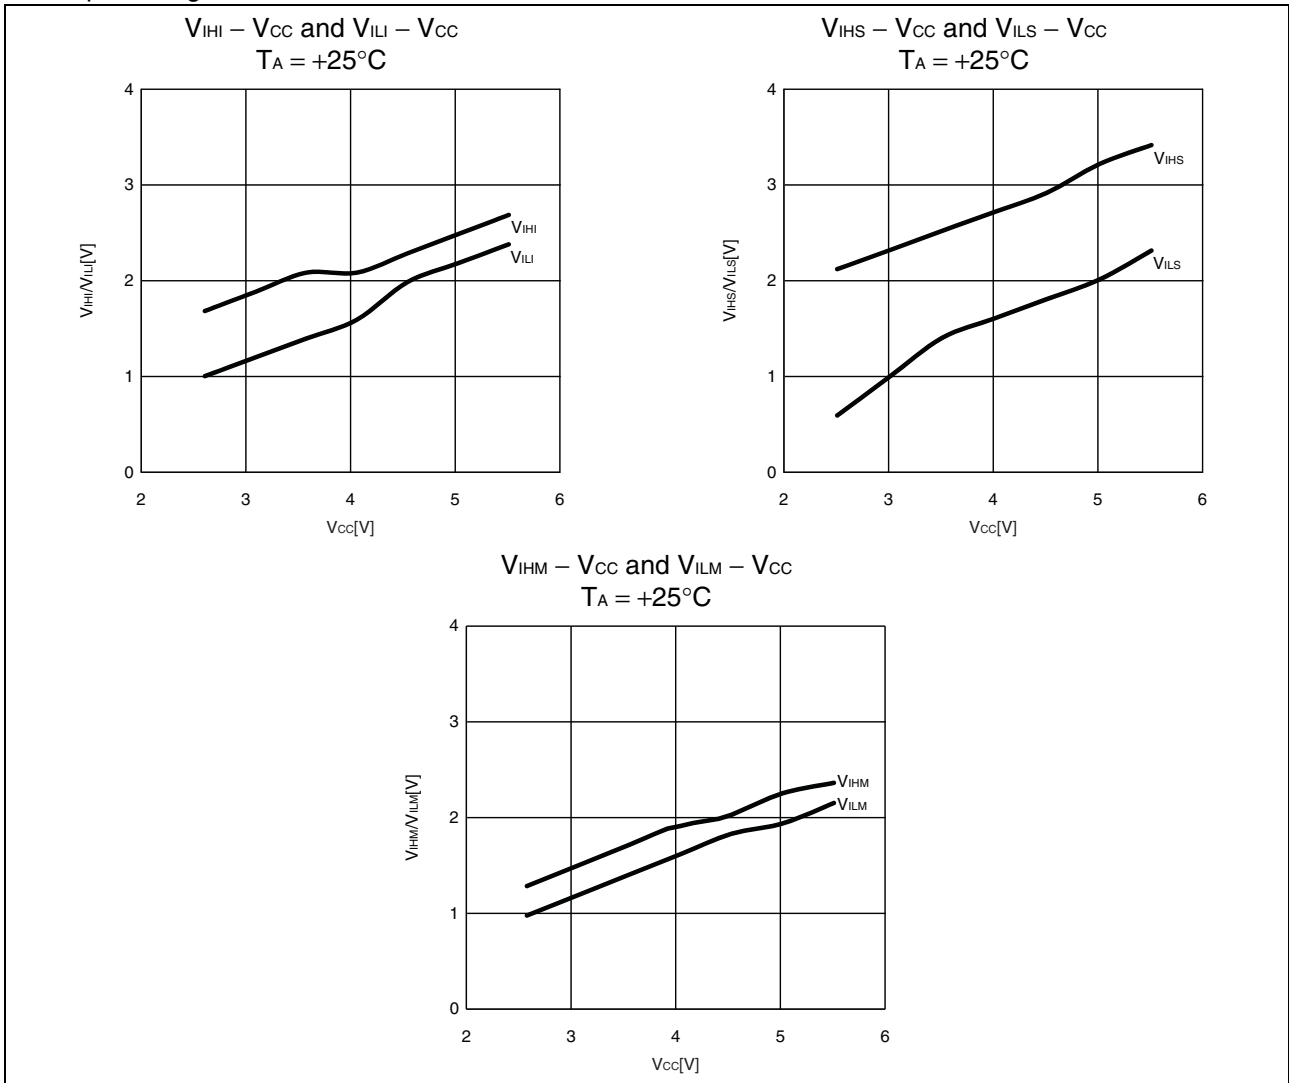 VIHI – VCC and VILI – VCC
TA = +25°C
4
3
2
1
0
2 3 4 5 6
VIHI/VILI[V]
VCC[V]
VIHI
VILI
VIHS – VCC and VILS – VCC
TA = +25°C
4
3
2
1
0
2 3 4 5 6
VIHS/VILS[V]
VCC[V]
VIHS
VILS
VIHM – VCC and VILM – VCC
TA = +25°C
4
3
2
1
0
2 3 4 5 6
VIHM/VILM[V]
VCC[V]
VIHM
VILM